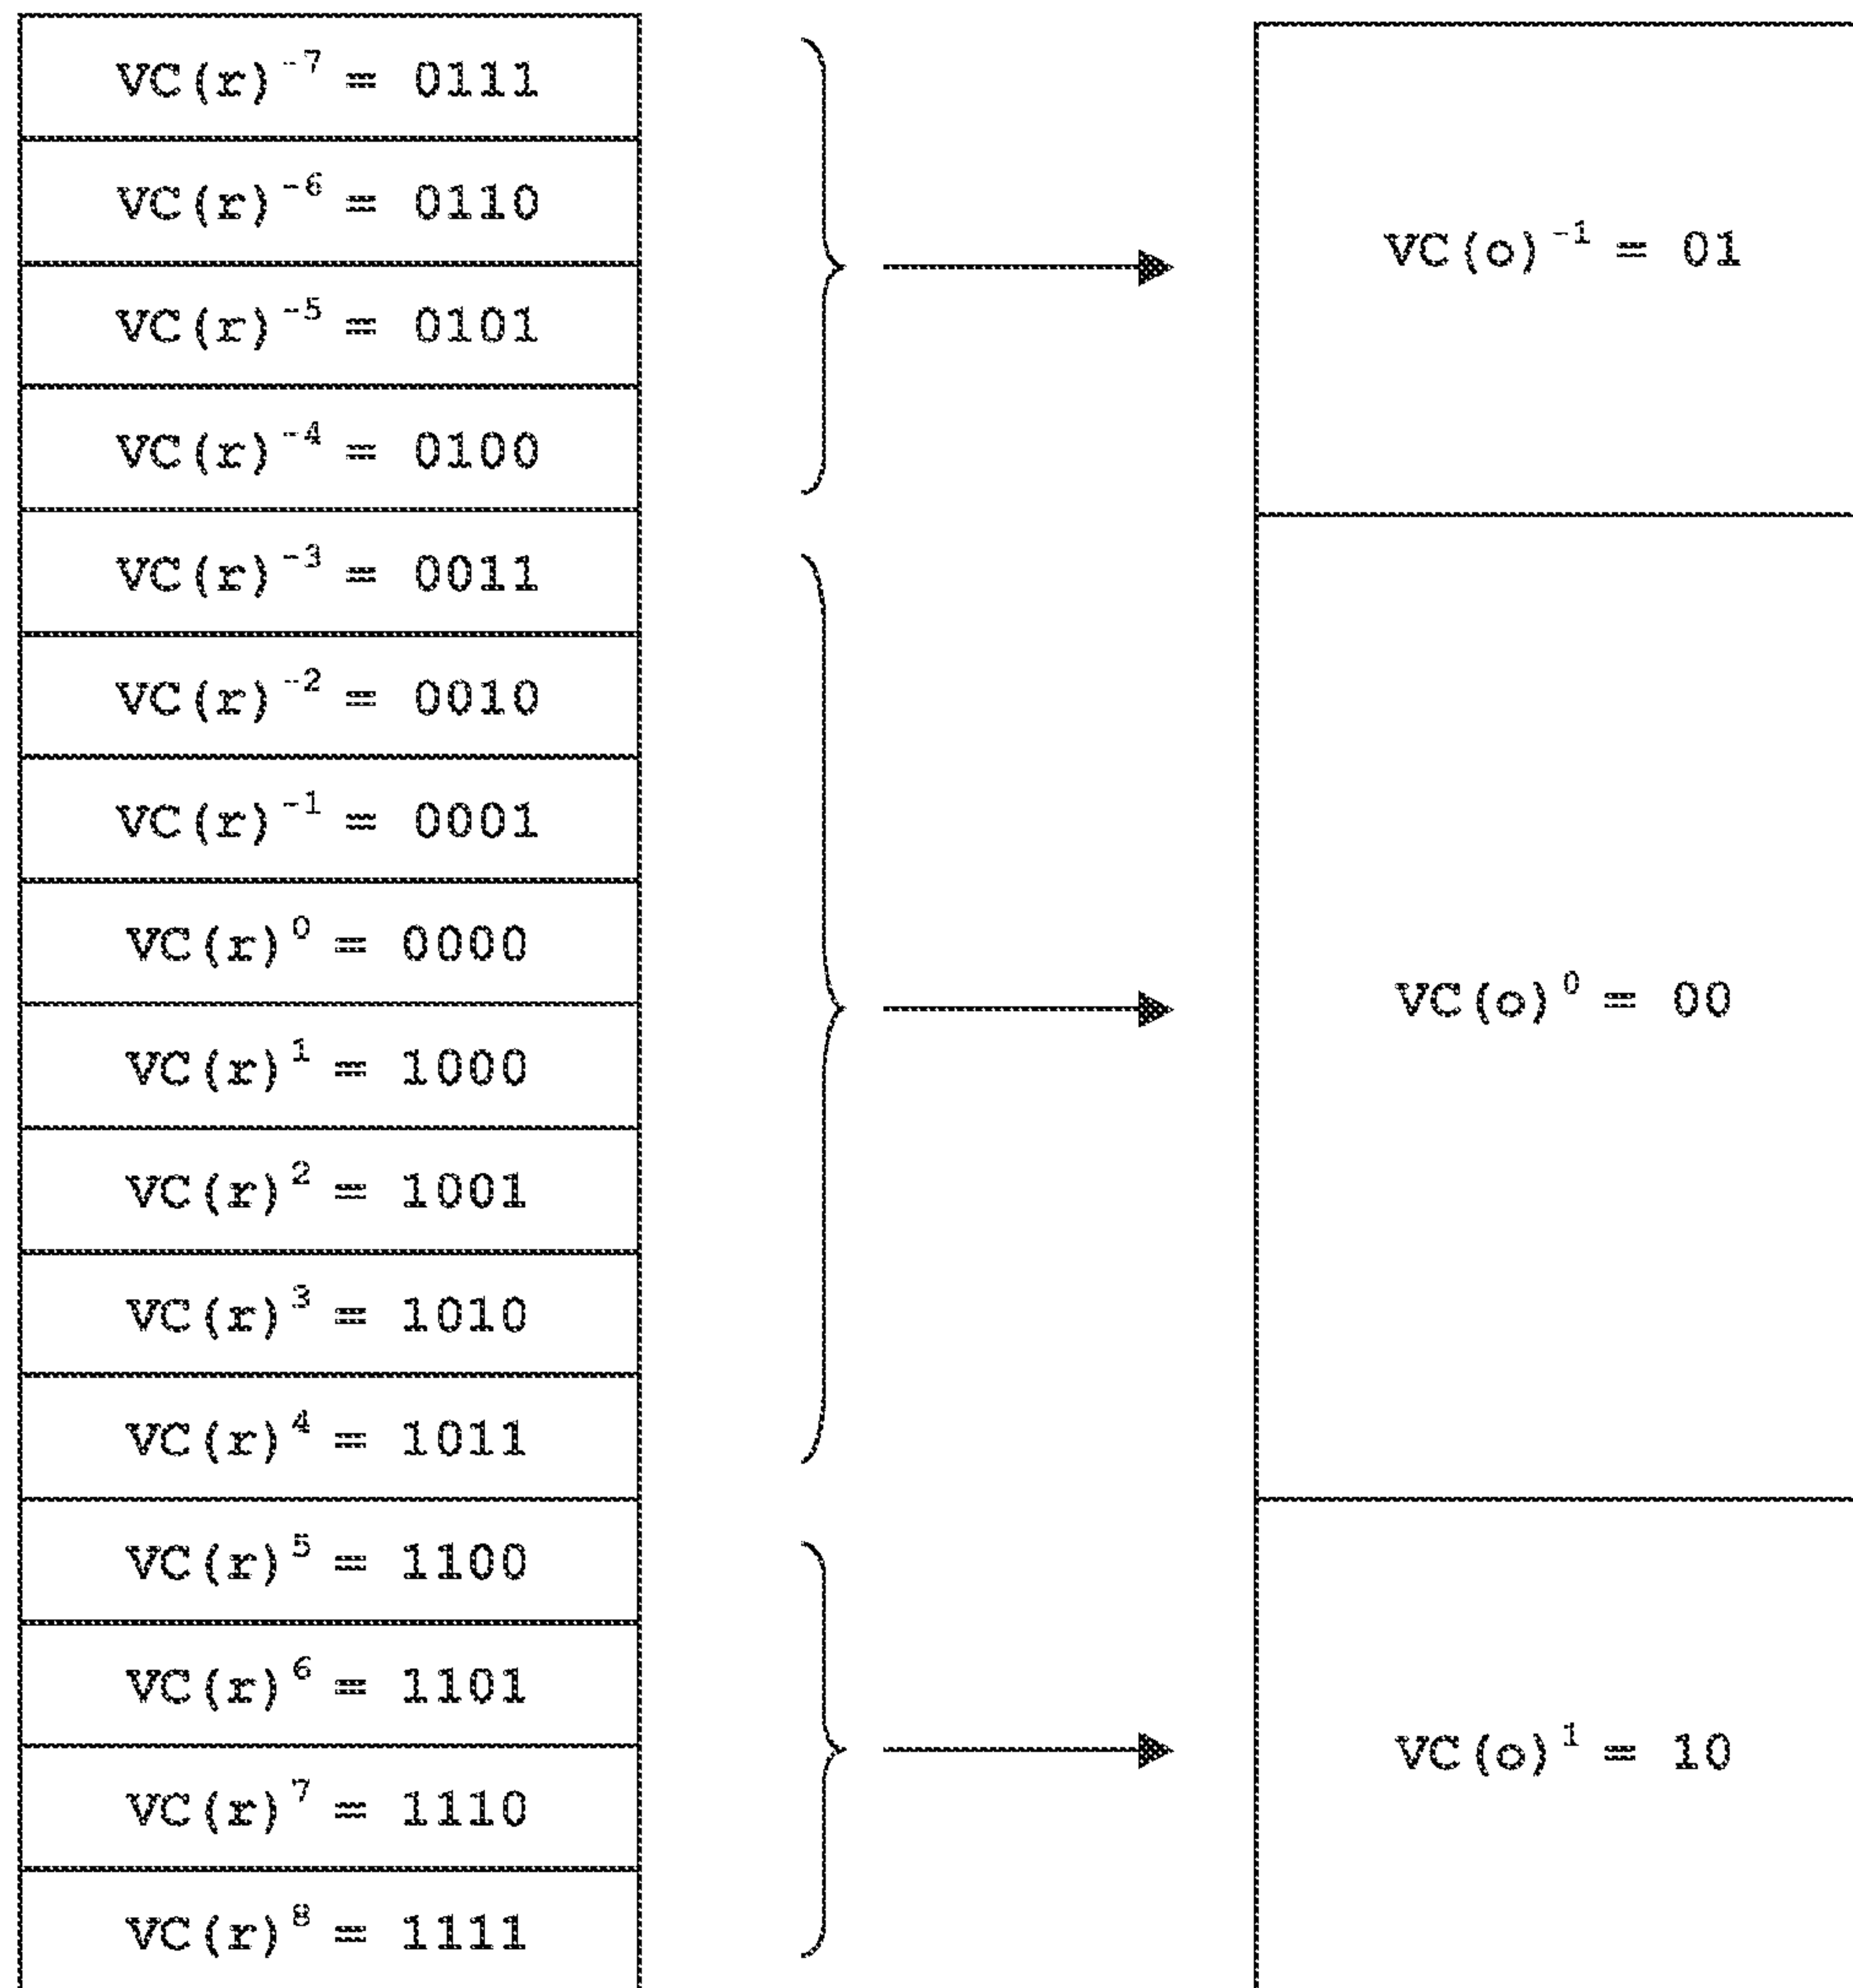 VC(r)⁻⁷ = 0111
VC(r)⁻⁶ = 0110
VC(r)⁻⁵ = 0101
VC(r)⁻⁴ = 0100
VC(r)⁻³ = 0011
VC(r)⁻² = 0010
VC(r)⁻¹ = 0001
VC(r)⁰ = 0000
VC(r)¹ = 1000
VC(r)² = 1001
VC(r)³ = 1010
VC(r)⁴ = 1011
VC(r)⁵ = 1100
VC(r)⁶ = 1101
VC(r)⁷ = 1110
VC(r)⁸ = 1111
VC(o)⁻¹ = 01
VC(o)⁰ = 00
VC(o)¹ = 10